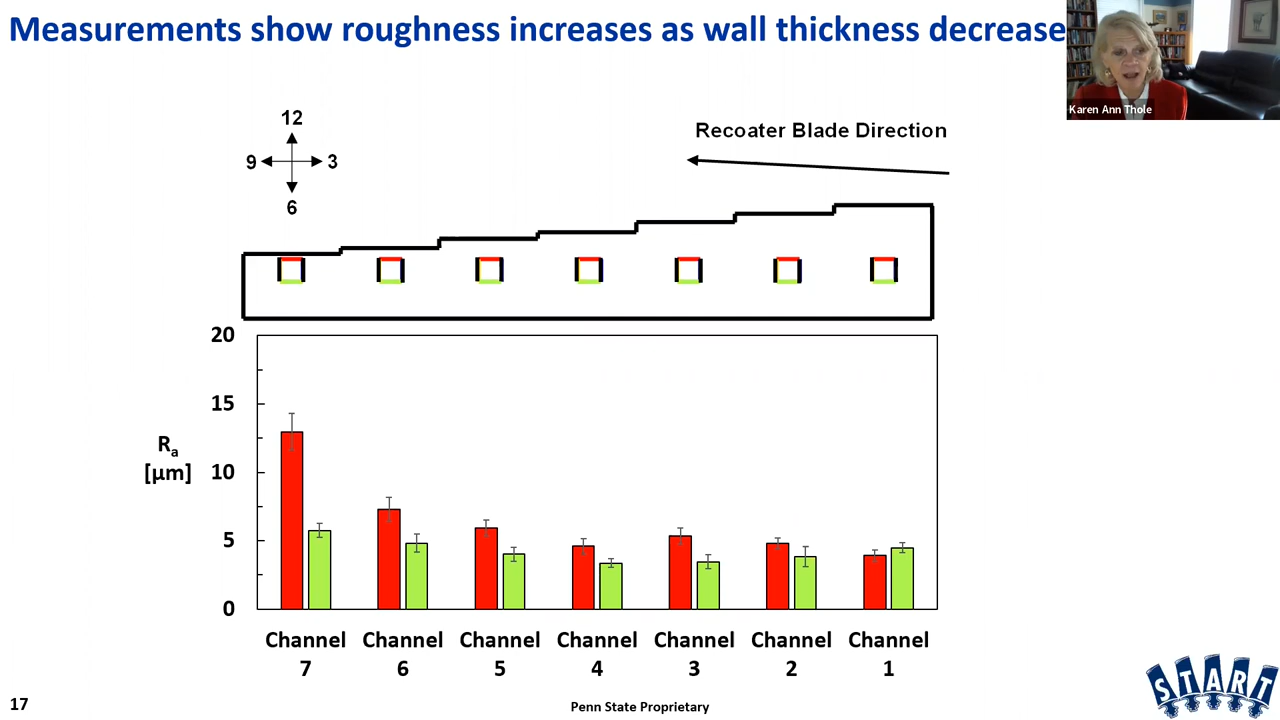 Measurements show roughness increases as wall thickness decrease
Karen Ann Thole
12
9
3
6
Recoater Blade Direction
20
15
10
5
0
Ra
[µm]
Channel 7
Channel 6
Channel 5
Channel 4
Channel 3
Channel 2
Channel 1
17
Penn State Proprietary
START